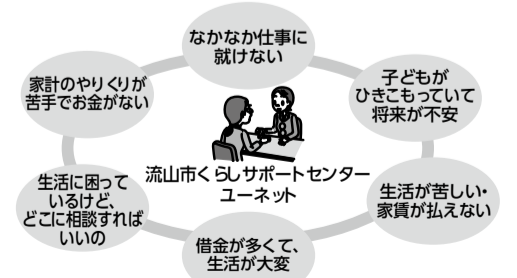 なかなか仕事に
就けない
子どもが
ひきこもっていて
将来が不安
生活が苦しい・
家賃が払えない
借金が多くて、
生活が大変
生活に困って
いるけど、
どこに相談すれば
いいの
家計のやりくりが
苦手でお金がない
流山市くらしサポートセンター
ユーネット